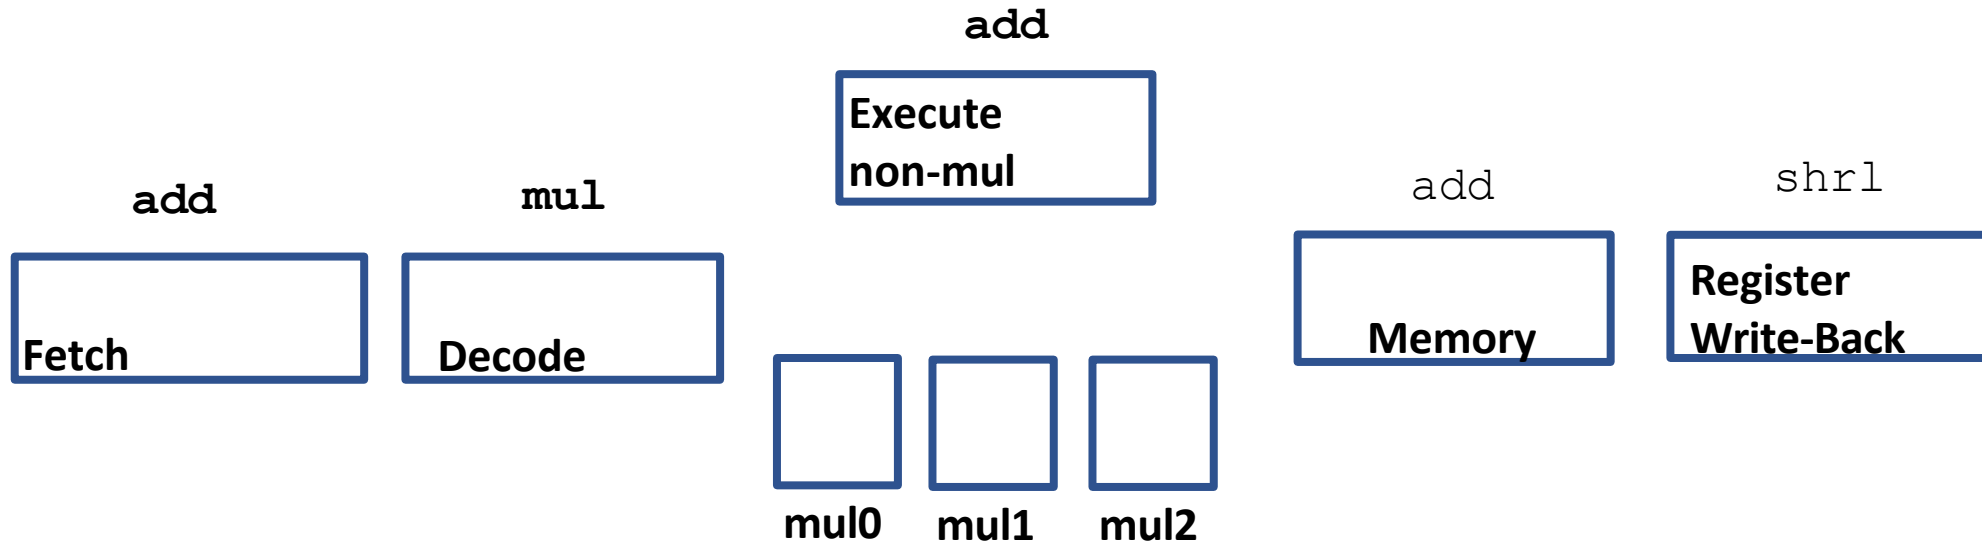 add
Execute
non-mul
add
mul
add
shrl
Fetch
Decode
Memory
Register
Write-Back
mul0
mul1
mul2